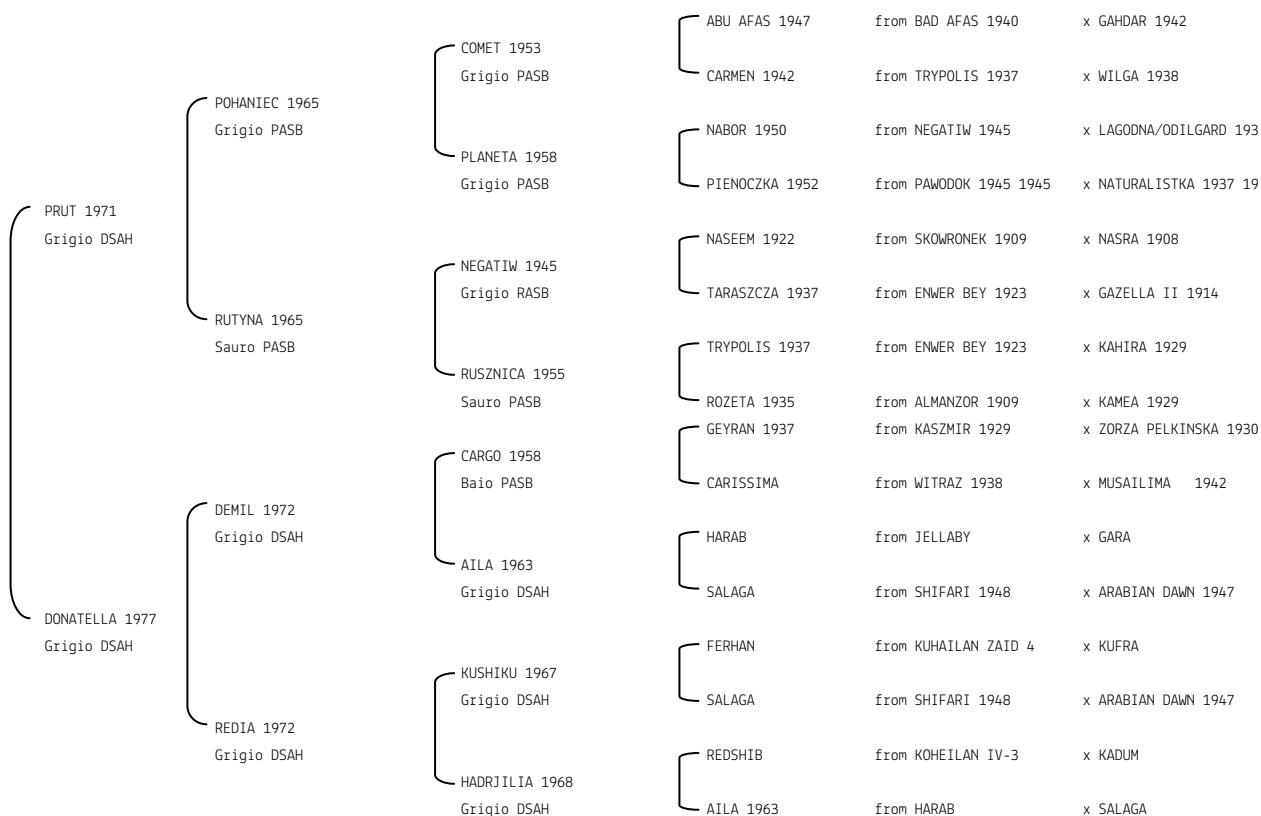 ABU AFAS 1947 from BAD AFAS 1940 x GAHDAR 1942
COMET 1953
Grigio PASB CARMEN 1942 from TRYPOLIS 1937 x WILGA 1938
POHANIEC 1965
Grigio PASB NABOR 1950 from NEGATIW 1945 x LAGODNA/ODILGARD 193
PLANETA 1958
Grigio PASB PIENOCZKA 1952 from PAWODOK 1945 1945 x NATURALISTKA 1937 19
PRUT 1971
Grigio DSAH NASEEM 1922 from SKOWRONEK 1909 x NASRA 1908
NEGATIW 1945
Grigio RASB TARASZCZA 1937 from ENWER BEY 1923 x GAZELLA II 1914
RUTYNA 1965
Sauro PASB TRYPOLIS 1937 from ENWER BEY 1923 x KAHIRA 1929
RUSZNICA 1955
Sauro PASB ROZETA 1935 from ALMANZOR 1909 x KAMEA 1929
GEYRAN 1937 from KASZMIR 1929 x ZORZA PELKINSKA 1930
CARGO 1958
Baio PASB CARISSIMA from WITRAZ 1938 x MUSAILIMA 1942
DEMIL 1972
Grigio DSAH HARAB from JELLABY x GARA
AILA 1963
Grigio DSAH SALAGA from SHIFARI 1948 x ARABIAN DAWN 1947
DONATELLA 1977
Grigio DSAH FERHAN from KUHAILAN ZAID 4 x KUFRA
KUSHIKU 1967
Grigio DSAH SALAGA from SHIFARI 1948 x ARABIAN DAWN 1947
REDIA 1972
Grigio DSAH REDSHIB from KOHEILAN IV-3 x KADUM
HADRJILIA 1968
Grigio DSAH AILA 1963 from HARAB x SALAGA